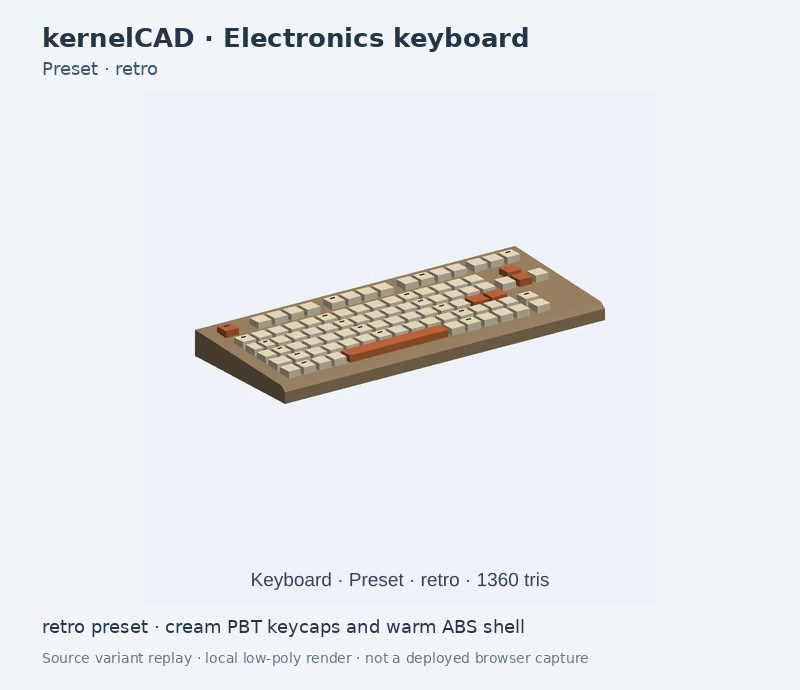 kernelCAD · Electronics keyboard
Preset · retro
Keyboard · Preset · retro · 1360 tris
retro preset · cream PBT keycaps and warm ABS shell
Source variant replay · local low-poly render · not a deployed browser capture